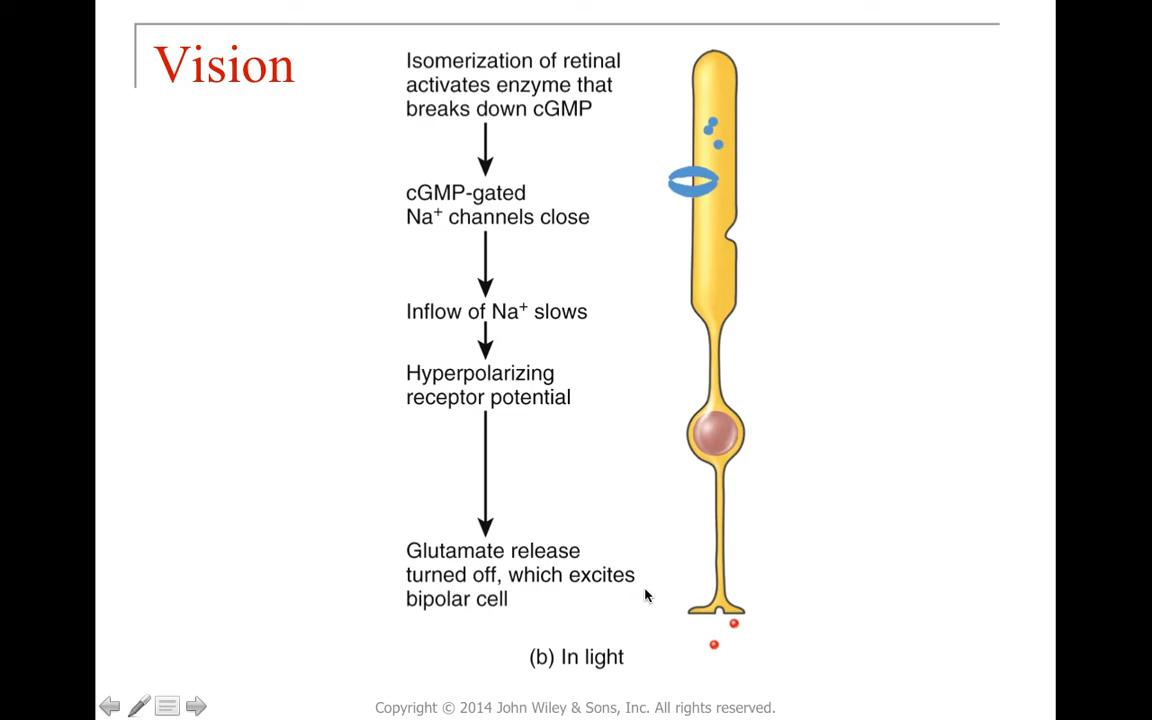 Vision
Isomerization of retinal
activates enzyme that
breaks down cGMP
cGMP-gated
Na⁺ channels close
Inflow of Na⁺ slows
Hyperpolarizing
receptor potential
Glutamate release
turned off, which excites
bipolar cell
(b) In light
Copyright © 2014 John Wiley & Sons, Inc. All rights reserved.